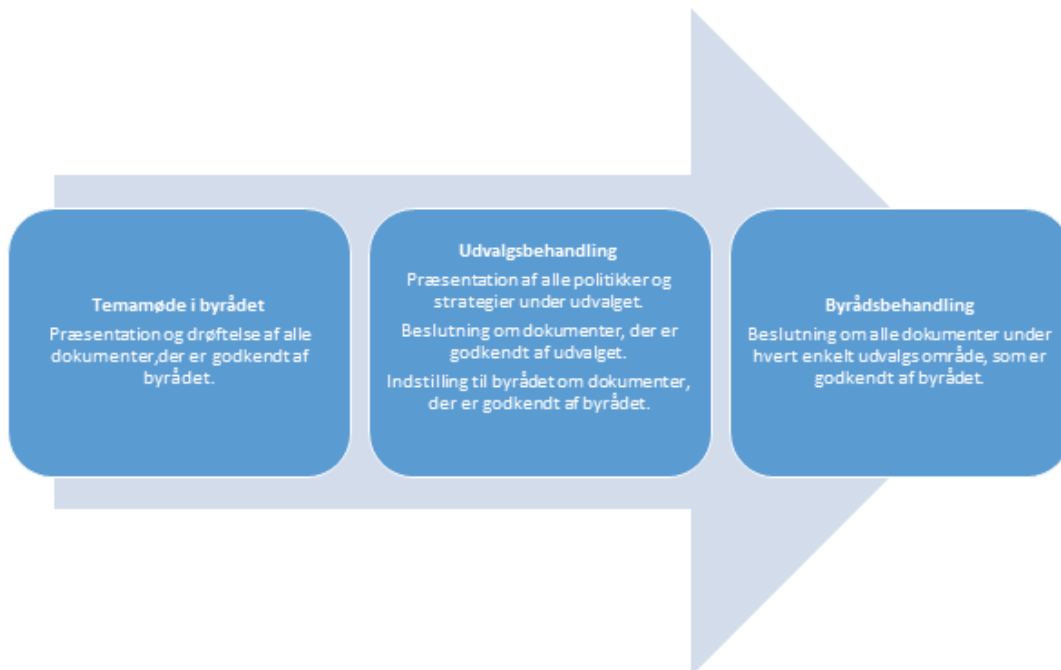 Temamøde i byrådet
Præsentation og drøftelse af alle
dokumenter,der er godkendt af
byrådet.
Udvalgsbehandling
Præsentation af alle politikker og
strategier under udvalget.
Beslutning om dokumenter, der er
godkendt af udvalget.
Indstilling til byrådet om dokumenter,
der er godkendt af byrådet.
Byrådsbehandling
Beslutning om alle dokumenter under
hvert enkelt udvalgsområde, som er
godkendt af byrådet.